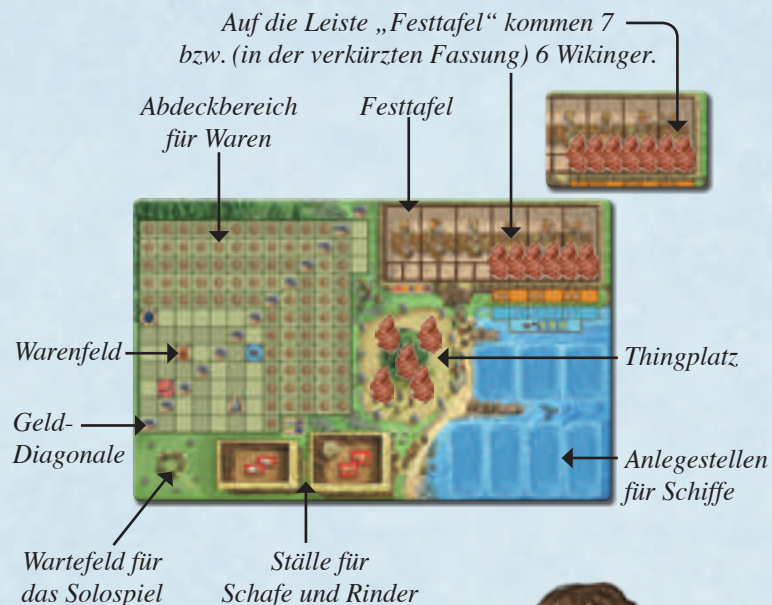 Auf die Leiste „Festtafel“ kommen 7
bzw. (in der verkürzten Fassung) 6 Wikinger.
Abdeckbereich
für Waren
Festtafel
Warenfeld
Thingplatz
Geld-
Diagonale
Anlegestellen
für Schiffe
Wartefeld für
das Solospiel
Ställe für
Schafe und Rinder